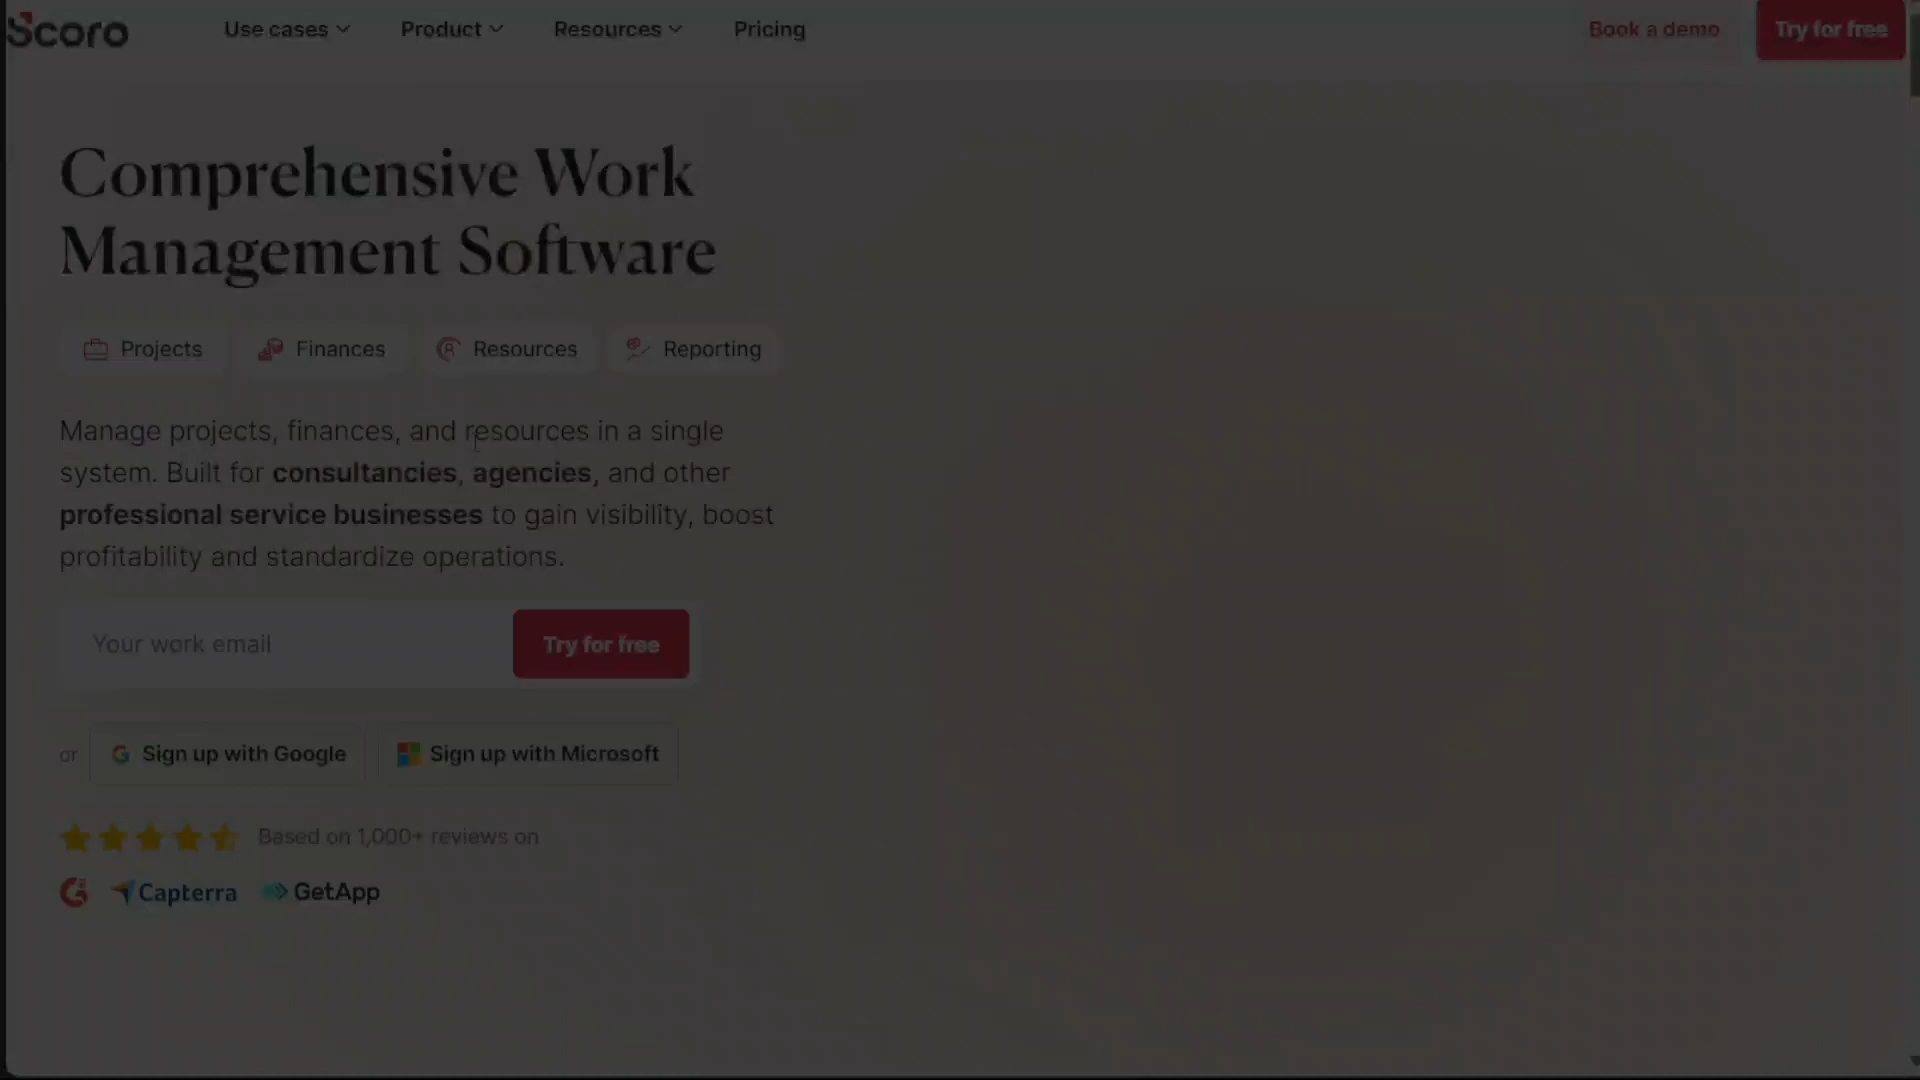 Scoro
Use cases
Product
Resources
Pricing
Book a demo
Try for free
Comprehensive Work
Management Software
Projects
Finances
Resources
Reporting
Manage projects, finances, and resources in a single
system. Built for consultancies, agencies, and other
professional service businesses to gain visibility, boost
profitability and standardize operations.
Your work email
Try for free
or
Sign up with Google
Sign up with Microsoft
Based on 1,000+ reviews on
Capterra
GetApp